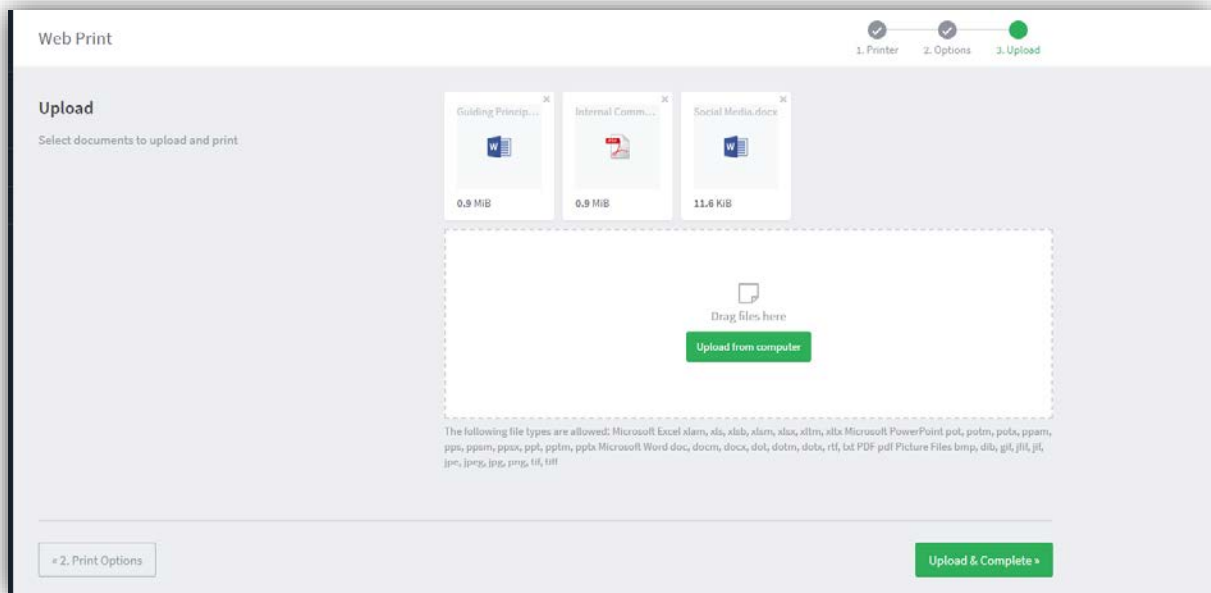 Web Print
1. Printer
2. Options
3. Upload
Upload
Select documents to upload and print
Guiding Princip...
Internal Comm...
Social Media.docx
0.9 MiB
0.9 MiB
11.6 KiB
Drag files here
Upload from computer
The following file types are allowed: Microsoft Excel xlam, xls, xlsb, xlsm, xlsx, xltm, xltx Microsoft PowerPoint pot, potm, potx, ppam,
pps, ppsm, ppsx, ppt, pptm, pptx Microsoft Word doc, docm, docx, dot, dotm, dotx, rtf, txt PDF pdf Picture Files bmp, dib, gif, jfif, jif,
jpe, jpeg, jpg, png, tif, tiff
« 2. Print Options
Upload & Complete »